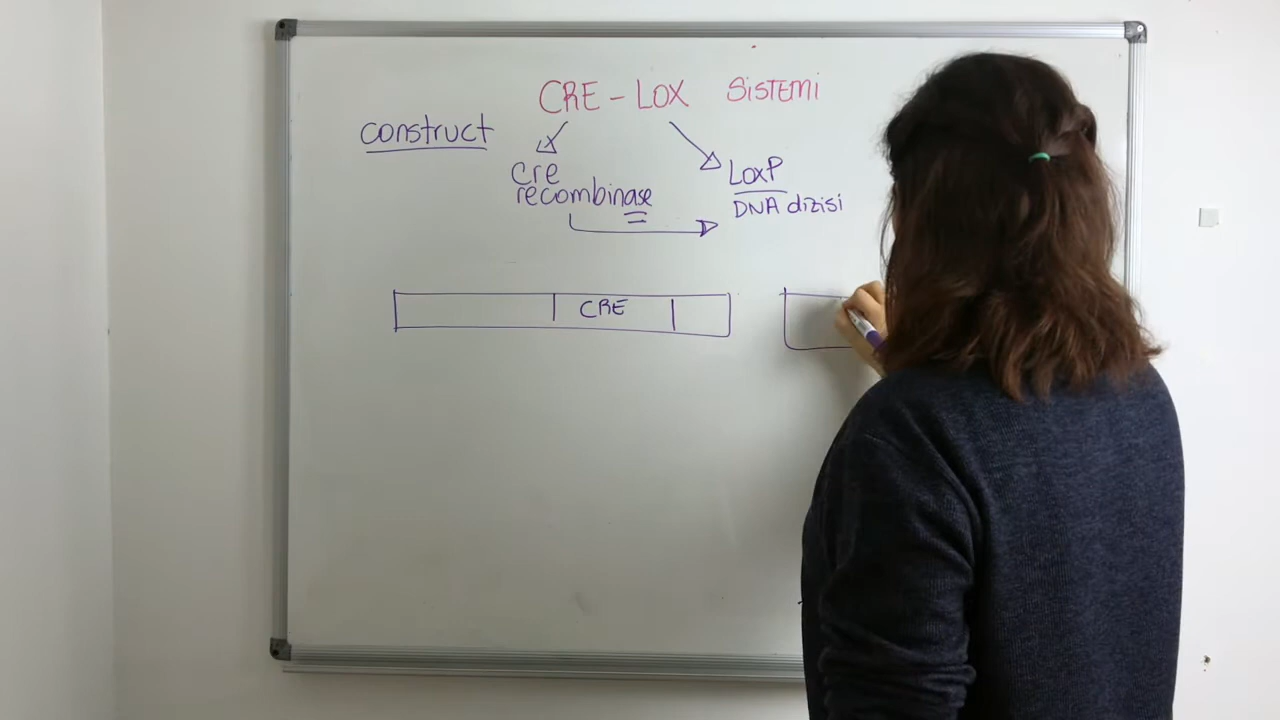 CRE - LOX SiSTEMi
construct
cre
recombinase
LoxP
DNA dizisi
CRE